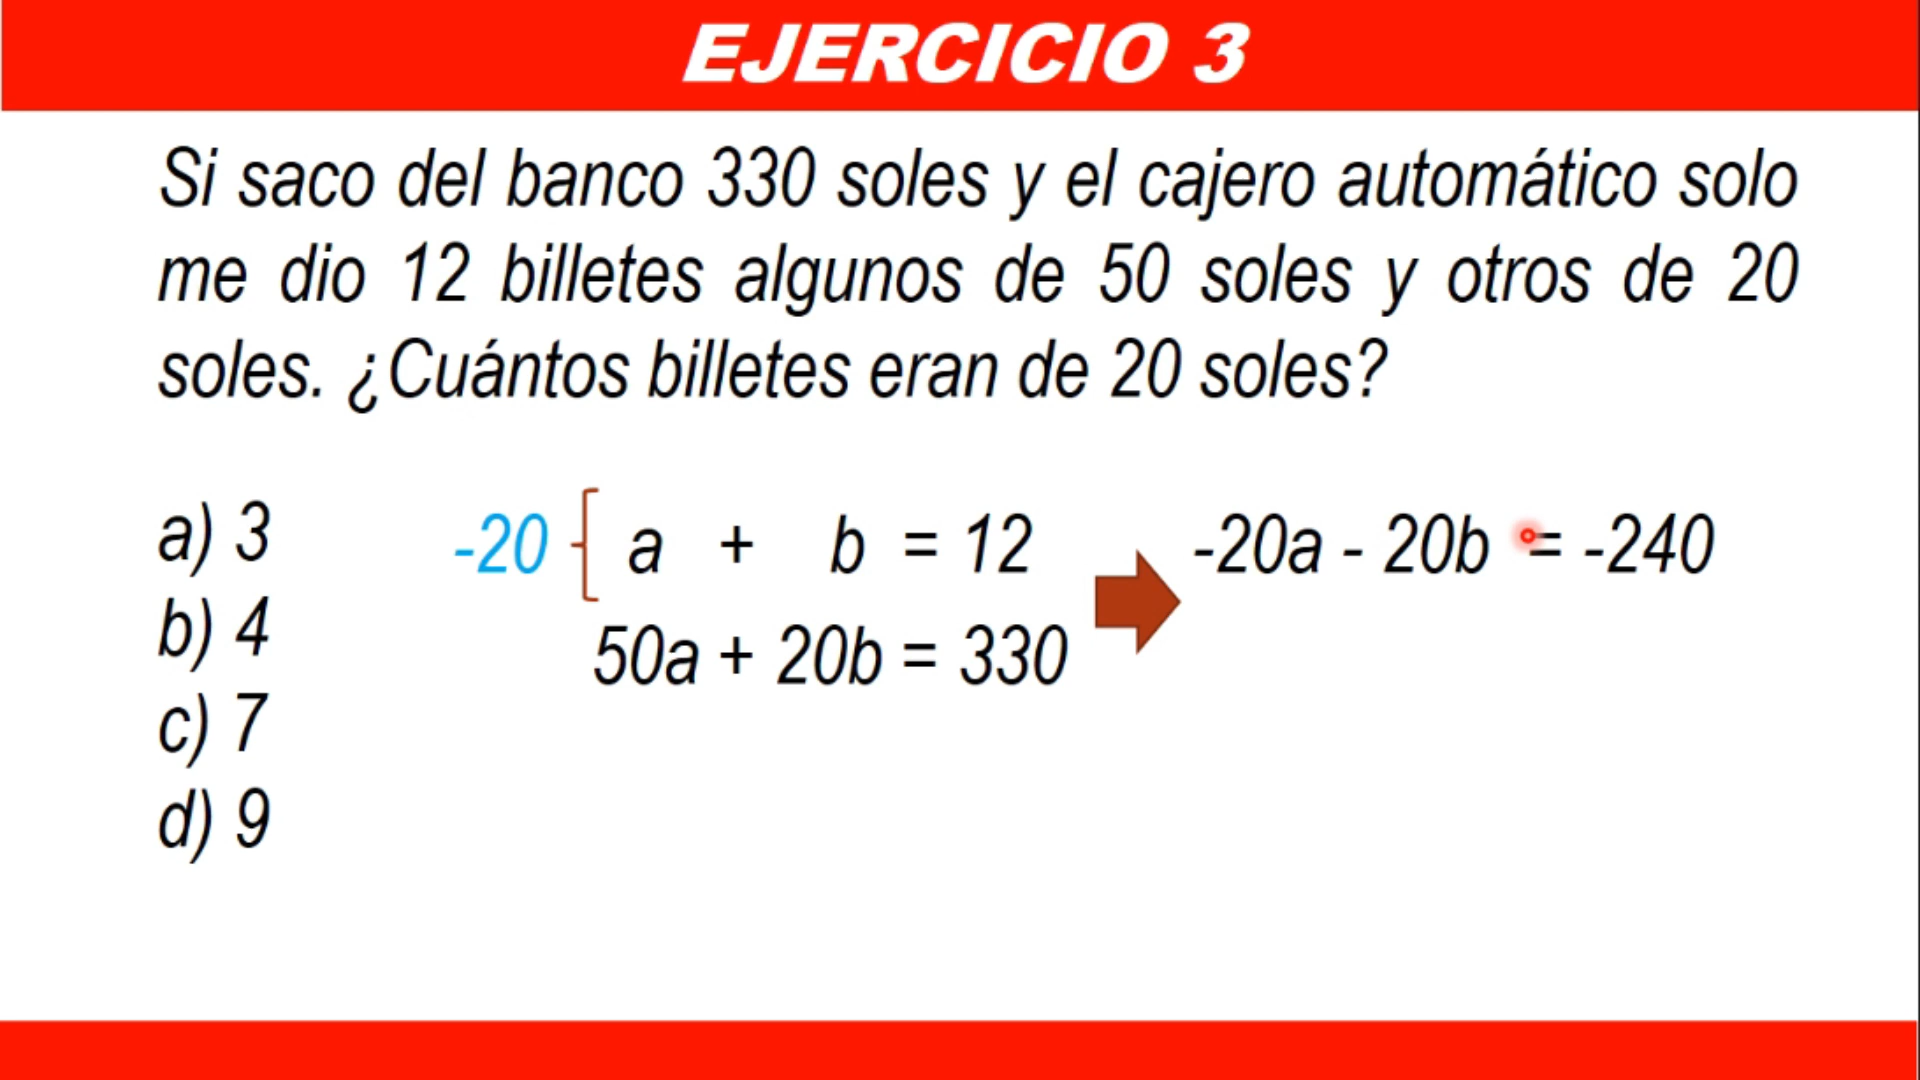 EJERCICIO 3
Si saco del banco 330 soles y el cajero automático solo
me dio 12 billetes algunos de 50 soles y otros de 20
soles. ¿Cuántos billetes eran de 20 soles?
a) 3
b) 4
c) 7
d) 9
-20 { a + b = 12
50a + 20b = 330
-20a - 20b = -240